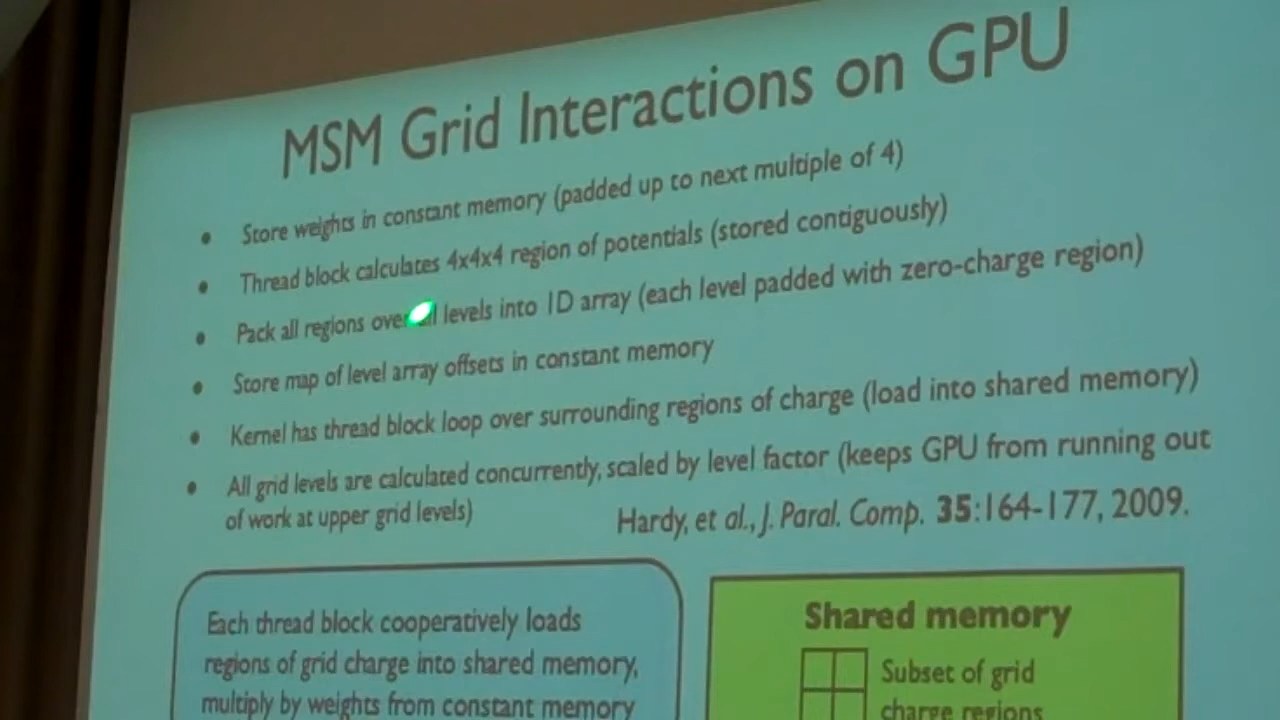 MSM Grid Interactions on GPU
Store weights in constant memory (padded up to next multiple of 4)
Thread block calculates 4x4x4 region of potentials (stored contiguously)
Pack all regions over all levels into 1D array (each level padded with zero-charge region)
Store map of level array offsets in constant memory
Kernel has thread block loop over surrounding regions of charge (load into shared memory)
All grid levels are calculated concurrently, scaled by level factor (keeps GPU from running out
of work at upper grid levels)
Hardy, et al., J. Paral. Comp. 35:164-177, 2009.
Each thread block cooperatively loads
regions of grid charge into shared memory,
multiply by weights from constant memory
Shared memory
Subset of grid
charge regions